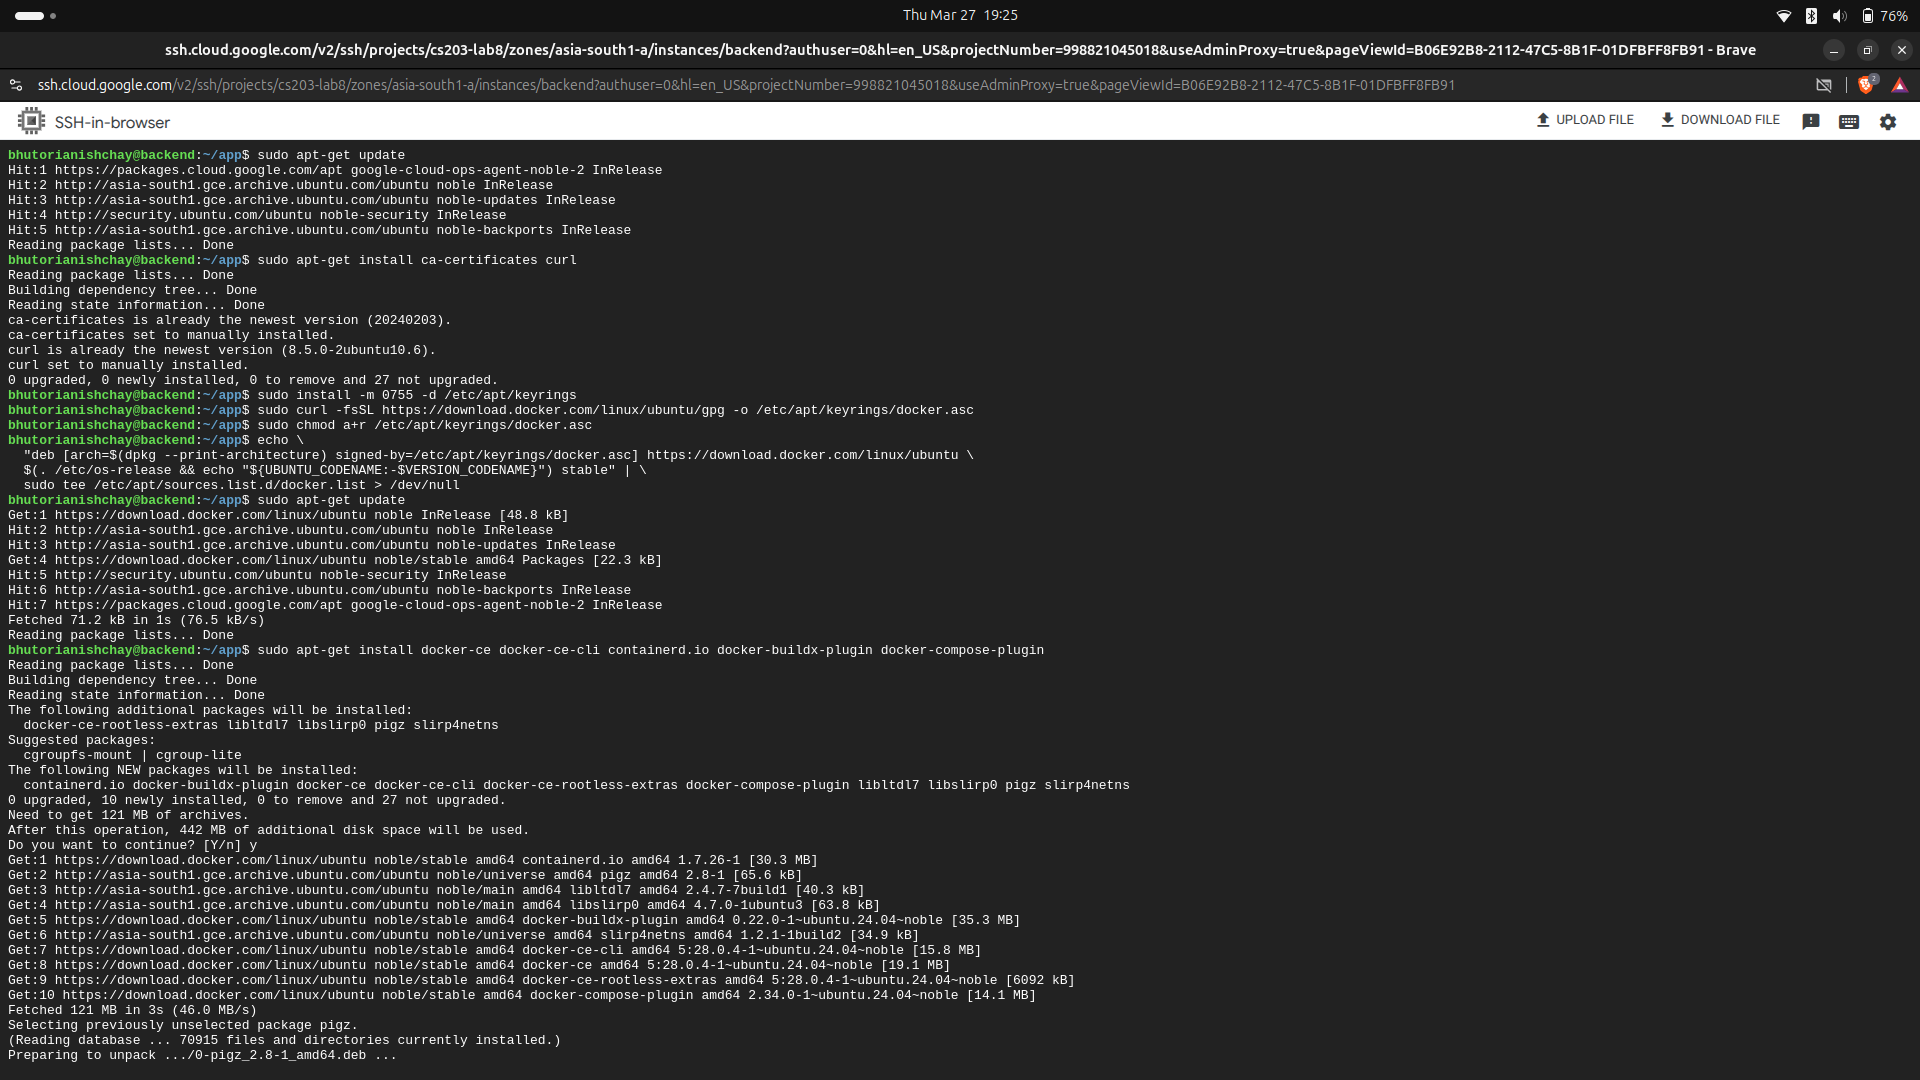 Thu Mar 27 19:25
76%
ssh.cloud.google.com/v2/ssh/projects/cs203-lab8/zones/asia-south1-a/instances/backend?authuser=0&hl=en_US&projectNumber=998821045018&useAdminProxy=true&pageViewId=B06E92B8-2112-47C5-8B1F-01DFBFF8FB91 - Brave
ssh.cloud.google.com/v2/ssh/projects/cs203-lab8/zones/asia-south1-a/instances/backend?authuser=0&hl=en_US&projectNumber=998821045018&useAdminProxy=true&pageViewId=B06E92B8-2112-47C5-8B1F-01DFBFF8FB91
2
SSH-in-browser
UPLOAD FILE
DOWNLOAD FILE
bhutorianishchay@backend:~/app$ sudo apt-get update
Hit:1 https://packages.cloud.google.com/apt google-cloud-ops-agent-noble-2 InRelease
Hit:2 http://asia-south1.gce.archive.ubuntu.com/ubuntu noble InRelease
Hit:3 http://asia-south1.gce.archive.ubuntu.com/ubuntu noble-updates InRelease
Hit:4 http://security.ubuntu.com/ubuntu noble-security InRelease
Hit:5 http://asia-south1.gce.archive.ubuntu.com/ubuntu noble-backports InRelease
Reading package lists... Done
bhutorianishchay@backend:~/app$ sudo apt-get install ca-certificates curl
Reading package lists... Done
Building dependency tree... Done
Reading state information... Done
ca-certificates is already the newest version (20240203).
ca-certificates set to manually installed.
curl is already the newest version (8.5.0-2ubuntu10.6).
curl set to manually installed.
0 upgraded, 0 newly installed, 0 to remove and 27 not upgraded.
bhutorianishchay@backend:~/app$ sudo install -m 0755 -d /etc/apt/keyrings
bhutorianishchay@backend:~/app$ sudo curl -fsSL https://download.docker.com/linux/ubuntu/gpg -o /etc/apt/keyrings/docker.asc
bhutorianishchay@backend:~/app$ sudo chmod a+r /etc/apt/keyrings/docker.asc
bhutorianishchay@backend:~/app$ echo \
  "deb [arch=$(dpkg --print-architecture) signed-by=/etc/apt/keyrings/docker.asc] https://download.docker.com/linux/ubuntu \
  $(. /etc/os-release && echo "${UBUNTU_CODENAME:-$VERSION_CODENAME}") stable" | \
  sudo tee /etc/apt/sources.list.d/docker.list > /dev/null
bhutorianishchay@backend:~/app$ sudo apt-get update
Get:1 https://download.docker.com/linux/ubuntu noble InRelease [48.8 kB]
Hit:2 http://asia-south1.gce.archive.ubuntu.com/ubuntu noble InRelease
Hit:3 http://asia-south1.gce.archive.ubuntu.com/ubuntu noble-updates InRelease
Get:4 https://download.docker.com/linux/ubuntu noble/stable amd64 Packages [22.3 kB]
Hit:5 http://security.ubuntu.com/ubuntu noble-security InRelease
Hit:6 http://asia-south1.gce.archive.ubuntu.com/ubuntu noble-backports InRelease
Hit:7 https://packages.cloud.google.com/apt google-cloud-ops-agent-noble-2 InRelease
Fetched 71.2 kB in 1s (76.5 kB/s)
Reading package lists... Done
bhutorianishchay@backend:~/app$ sudo apt-get install docker-ce docker-ce-cli containerd.io docker-buildx-plugin docker-compose-plugin
Reading package lists... Done
Building dependency tree... Done
Reading state information... Done
The following additional packages will be installed:
  docker-ce-rootless-extras libltdl7 libslirp0 pigz slirp4netns
Suggested packages:
  cgroupfs-mount | cgroup-lite
The following NEW packages will be installed:
  containerd.io docker-buildx-plugin docker-ce docker-ce-cli docker-ce-rootless-extras docker-compose-plugin libltdl7 libslirp0 pigz slirp4netns
0 upgraded, 10 newly installed, 0 to remove and 27 not upgraded.
Need to get 121 MB of archives.
After this operation, 442 MB of additional disk space will be used.
Do you want to continue? [Y/n] y
Get:1 https://download.docker.com/linux/ubuntu noble/stable amd64 containerd.io amd64 1.7.26-1 [30.3 MB]
Get:2 http://asia-south1.gce.archive.ubuntu.com/ubuntu noble/universe amd64 pigz amd64 2.8-1 [65.6 kB]
Get:3 http://asia-south1.gce.archive.ubuntu.com/ubuntu noble/main amd64 libltdl7 amd64 2.4.7-7build1 [40.3 kB]
Get:4 http://asia-south1.gce.archive.ubuntu.com/ubuntu noble/main amd64 libslirp0 amd64 4.7.0-1ubuntu3 [63.8 kB]
Get:5 https://download.docker.com/linux/ubuntu noble/stable amd64 docker-buildx-plugin amd64 0.22.0-1~ubuntu.24.04~noble [35.3 MB]
Get:6 http://asia-south1.gce.archive.ubuntu.com/ubuntu noble/universe amd64 slirp4netns amd64 1.2.1-1build2 [34.9 kB]
Get:7 https://download.docker.com/linux/ubuntu noble/stable amd64 docker-ce-cli amd64 5:28.0.4-1~ubuntu.24.04~noble [15.8 MB]
Get:8 https://download.docker.com/linux/ubuntu noble/stable amd64 docker-ce amd64 5:28.0.4-1~ubuntu.24.04~noble [19.1 MB]
Get:9 https://download.docker.com/linux/ubuntu noble/stable amd64 docker-ce-rootless-extras amd64 5:28.0.4-1~ubuntu.24.04~noble [6092 kB]
Get:10 https://download.docker.com/linux/ubuntu noble/stable amd64 docker-compose-plugin amd64 2.34.0-1~ubuntu.24.04~noble [14.1 MB]
Fetched 121 MB in 3s (46.0 MB/s)
Selecting previously unselected package pigz.
(Reading database ... 70915 files and directories currently installed.)
Preparing to unpack .../0-pigz_2.8-1_amd64.deb ...